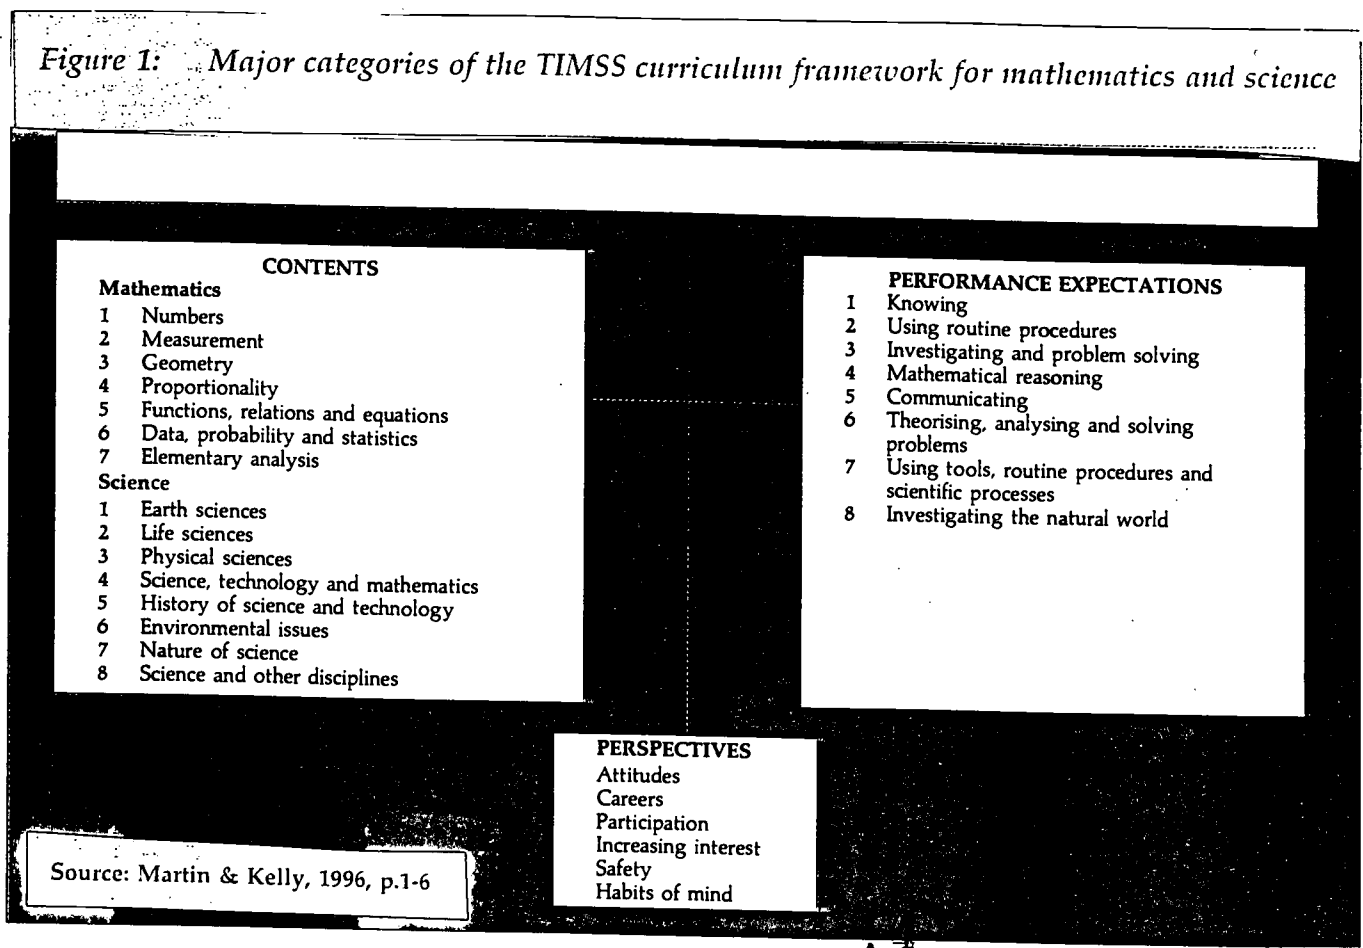 Figure 1: Major categories of the TIMSS curriculum framework for mathematics and science
CONTENTS
Mathematics
1 Numbers
2 Measurement
3 Geometry
4 Proportionality
5 Functions, relations and equations
6 Data, probability and statistics
7 Elementary analysis
Science
1 Earth sciences
2 Life sciences
3 Physical sciences
4 Science, technology and mathematics
5 History of science and technology
6 Environmental issues
7 Nature of science
8 Science and other disciplines
PERFORMANCE EXPECTATIONS
1 Knowing
2 Using routine procedures
3 Investigating and problem solving
4 Mathematical reasoning
5 Communicating
6 Theorising, analysing and solving
problems
7 Using tools, routine procedures and
scientific processes
8 Investigating the natural world
PERSPECTIVES
Attitudes
Careers
Participation
Increasing interest
Safety
Habits of mind
Source: Martin & Kelly, 1996, p.1-6